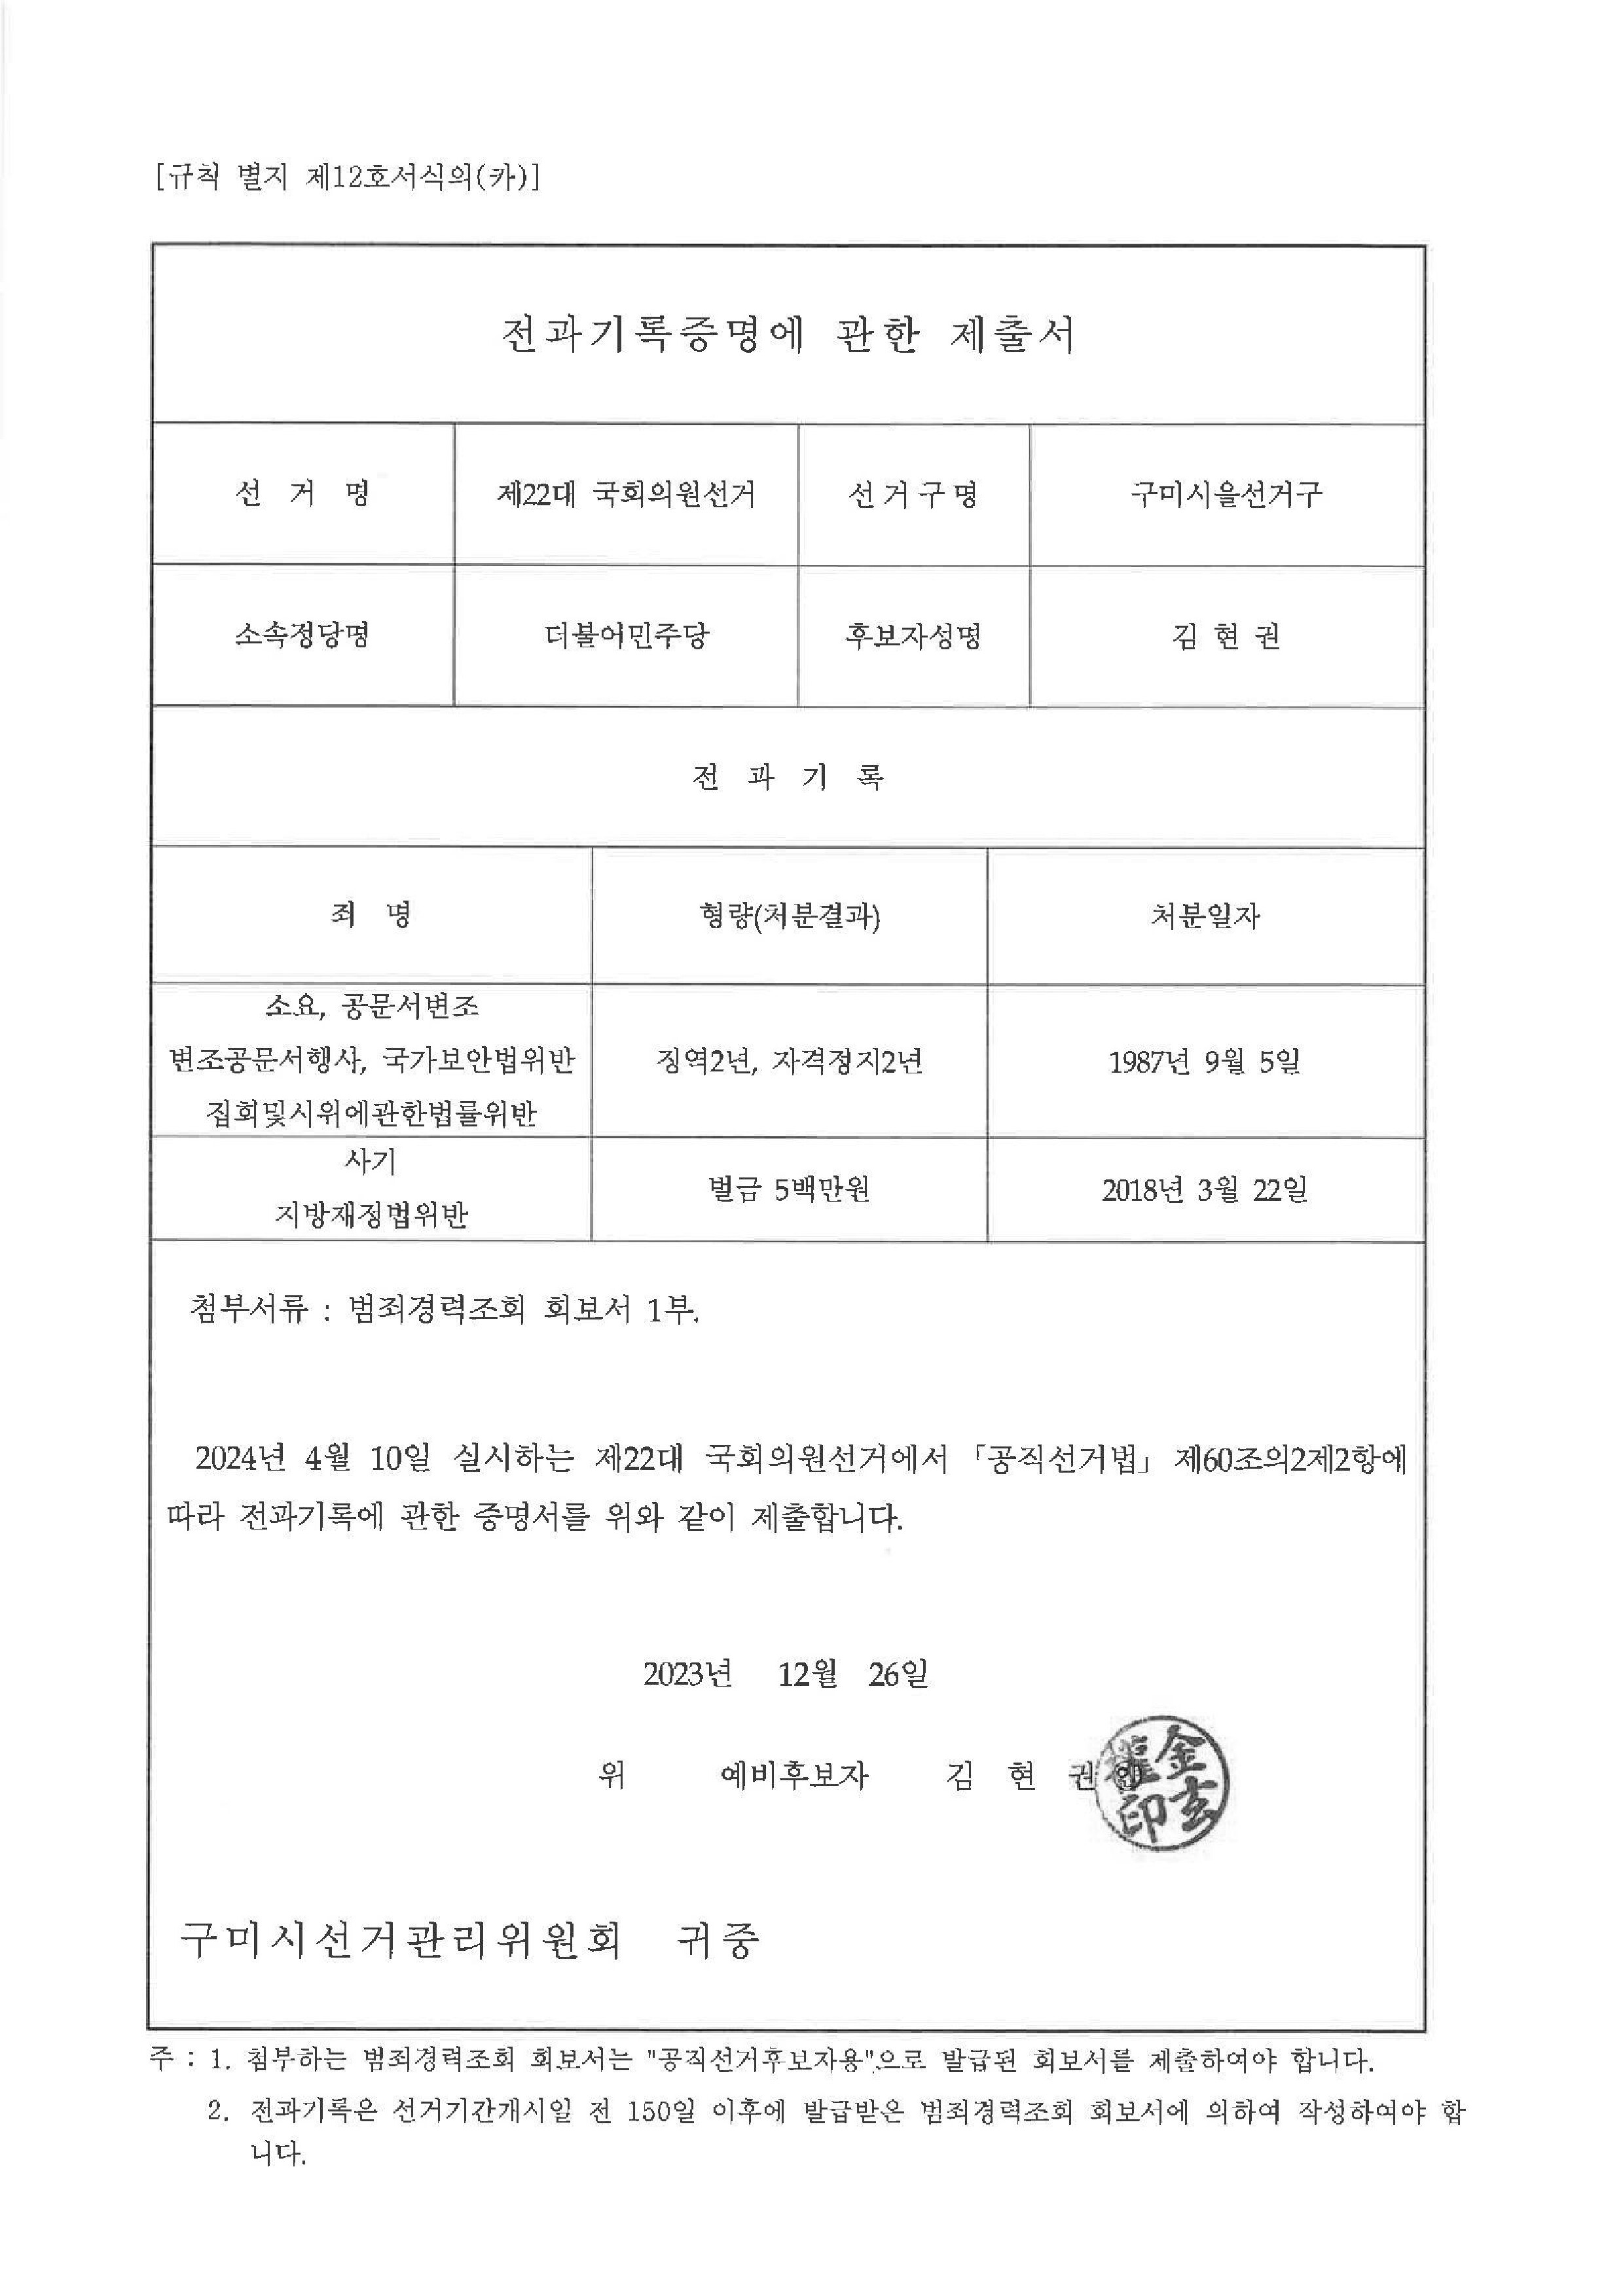 [규칙 별지 제12호서식의(카)]
전과기록증명에 관한 제출서
선 거 명 제22대 국회의원선거 선거구명 구미시을선거구
소속정당명 더불어민주당 후보자성명 김 현 권
전 과 기 록
죄 명 형량(처분결과) 처분일자
소요, 공문서변조
변조공문서행사, 국가보안법위반 징역2년, 자격정지2년 1987년 9월 5일
집회및시위에관한법률위반
사기
지방재정법위반 벌금 5백만원 2018년 3월 22일
첨부서류 : 범죄경력조회 회보서 1부.
2024년 4월 10일 실시하는 제22대 국회의원선거에서 「공직선거법」 제60조의2제2항에
따라 전과기록에 관한 증명서를 위와 같이 제출합니다.
2023년 12월 26일
위 예비후보자 김 현 권 인
金玄權印
구미시선거관리위원회 귀중
주 : 1. 첨부하는 범죄경력조회 회보서는 "공직선거후보자용"으로 발급된 회보서를 제출하여야 합니다.
2. 전과기록은 선거기간개시일 전 150일 이후에 발급받은 범죄경력조회 회보서에 의하여 작성하여야 합
니다.